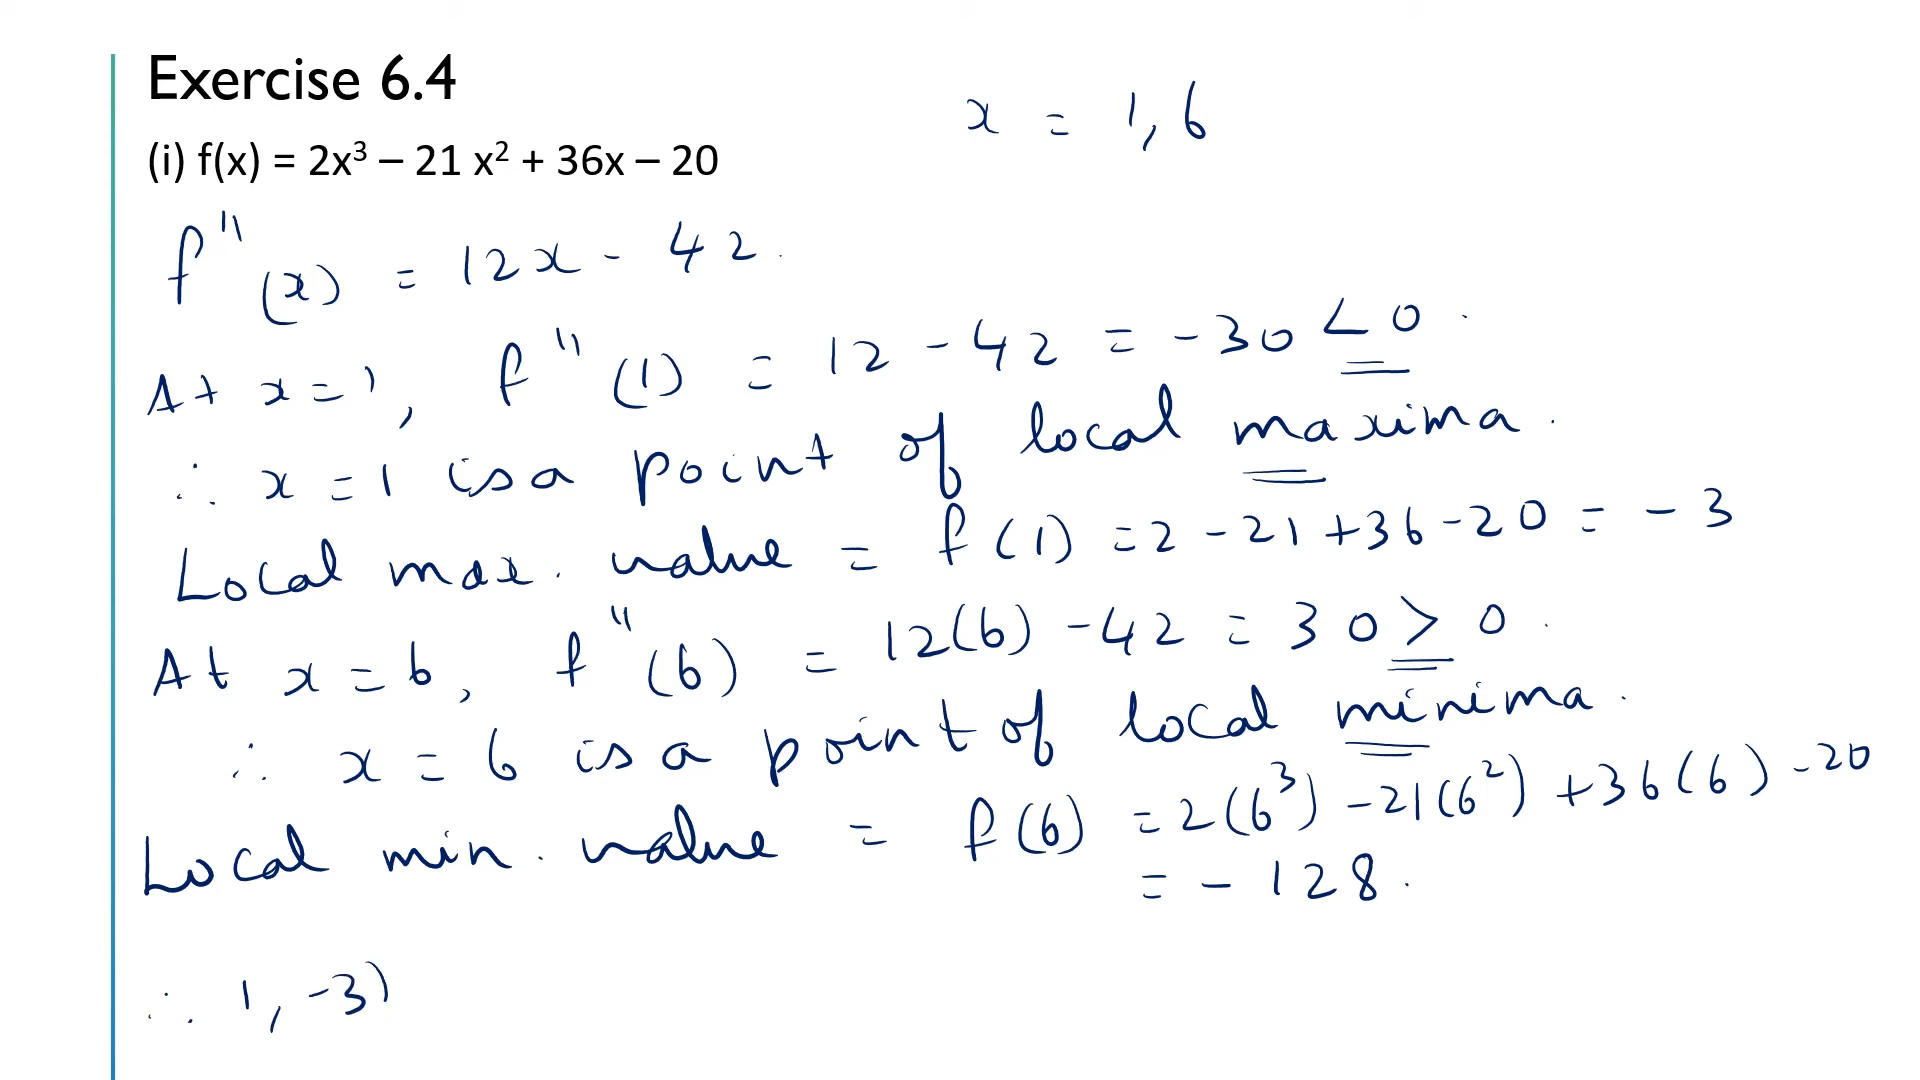 Exercise 6.4
x = 1, 6
(i) f(x) = 2x³ – 21 x² + 36x – 20
f"(x) = 12x - 42.
At x = 1, f"(1) = 12 - 42 = -30 < 0.
∴ x = 1 is a point of local maxima.
Local max. value = f(1) = 2 - 21 + 36 - 20 = -3
At x = 6, f"(6) = 12(6) - 42 = 30 > 0.
∴ x = 6 is a point of local minima.
Local min. value = f(6) = 2(6³) - 21(6²) + 36(6) - 20
= -128.
∴ 1, -3)